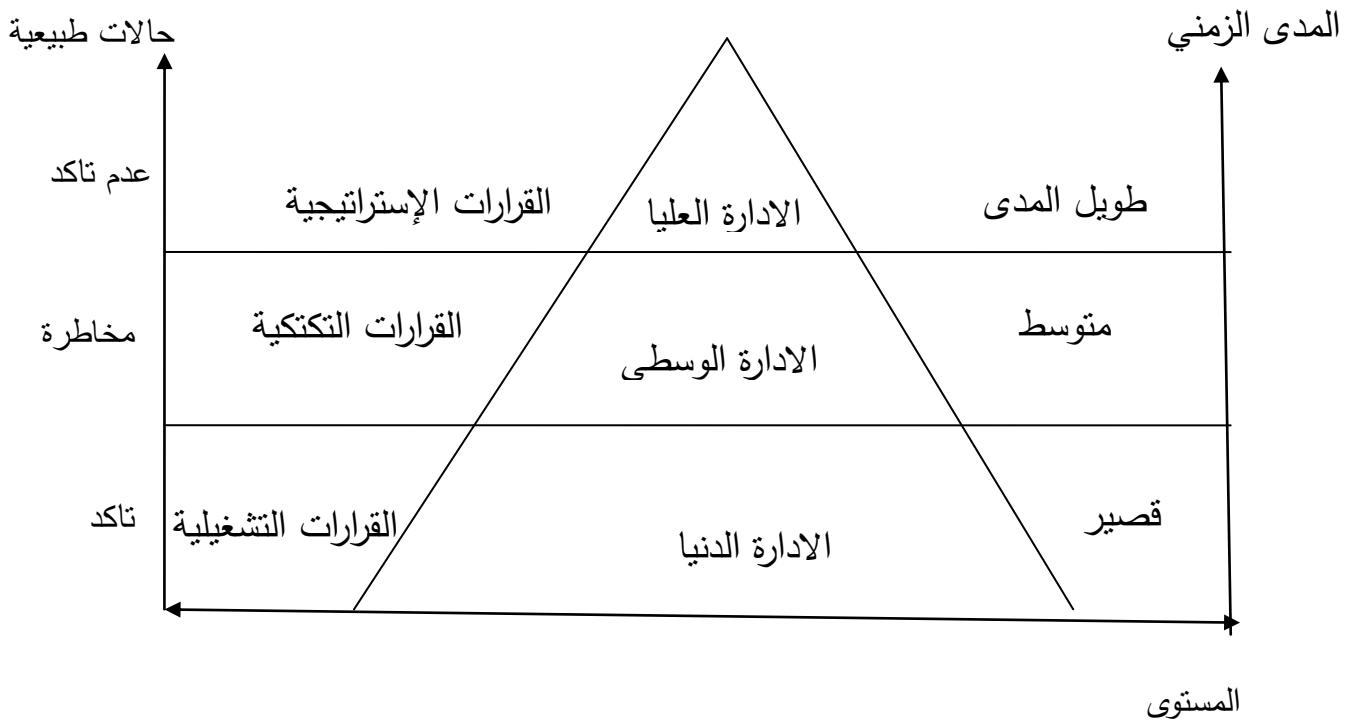 المدى الزمني
حالات طبيعية
طويل المدى
الادارة العليا
القرارات الإستراتيجية
عدم تاكد
متوسط
الادارة الوسطى
القرارات التكتكية
مخاطرة
قصير
الادارة الدنيا
القرارات التشغيلية
تاكد
المستوى